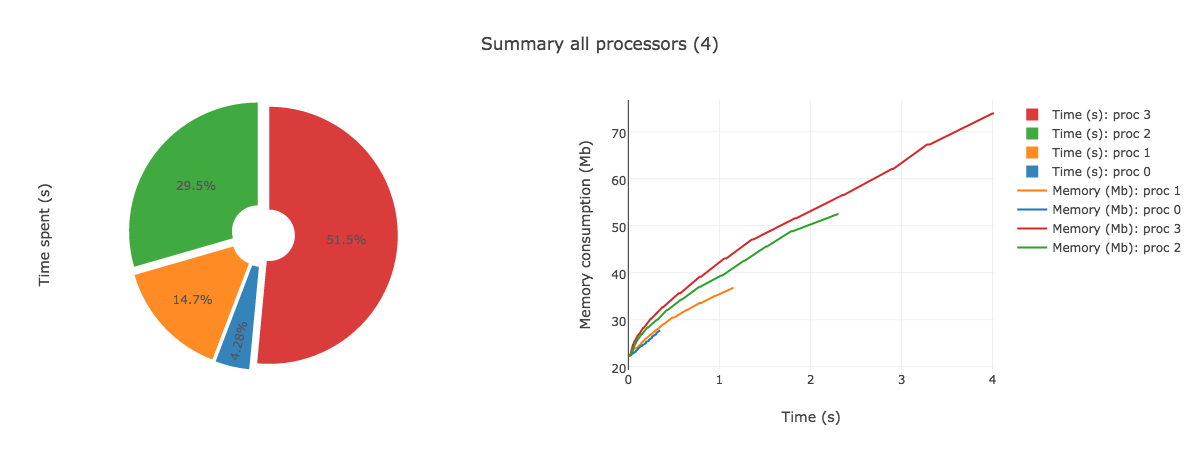 Summary all processors (4)
Time spent (s)
29.5%
51.5%
14.7%
4.28%
Memory consumption (Mb)
70
60
50
40
30
20
0
1
2
3
4
Time (s)
Time (s): proc 3
Time (s): proc 2
Time (s): proc 1
Time (s): proc 0
Memory (Mb): proc 1
Memory (Mb): proc 0
Memory (Mb): proc 3
Memory (Mb): proc 2